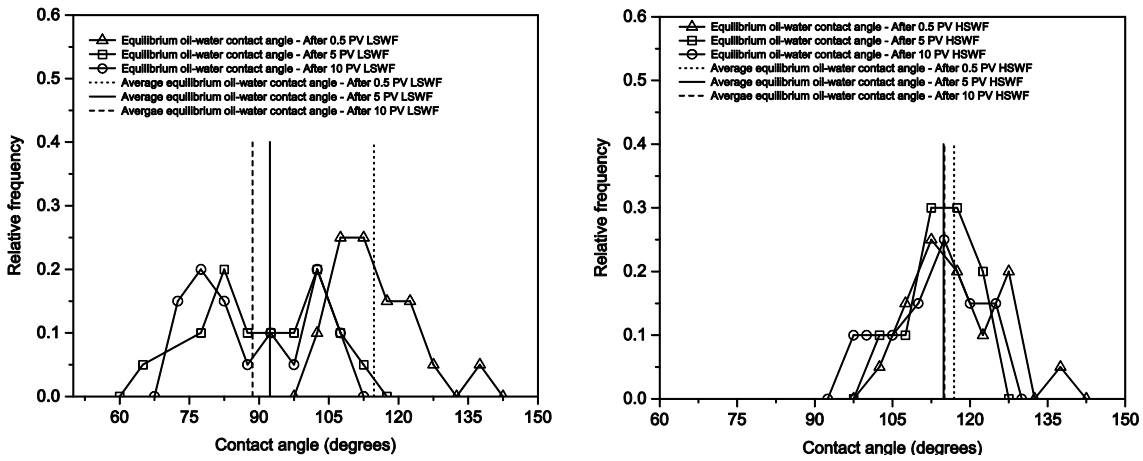 0.6
0.5
0.4
0.3
0.2
0.1
0.0
Relative frequency
60
75
90
105
120
135
150
Contact angle (degrees)
Equilibrium oil-water contact angle - After 0.5 PV LSWF
Equilibrium oil-water contact angle - After 5 PV LSWF
Equilibrium oil-water contact angle - After 10 PV LSWF
Average equilibrium oil-water contact angle - After 0.5 PV LSWF
Average equilibrium oil-water contact angle - After 5 PV LSWF
Avergae equilibrium oil-water contact angle - After 10 PV LSWF
0.6
0.5
0.4
0.3
0.2
0.1
0.0
Relative frequency
60
75
90
105
120
135
150
Contact angle (degrees)
Equilibrium oil-water contact angle - After 0.5 PV HSWF
Equilibrium oil-water contact angle - After 5 PV HSWF
Equilibrium oil-water contact angle - After 10 PV HSWF
Average equilibrium oil-water contact angle - After 0.5 PV HSWF
Average equilibrium oil-water contact angle - After 5 PV HSWF
Avergae equilibrium oil-water contact angle - After 10 PV HSWF